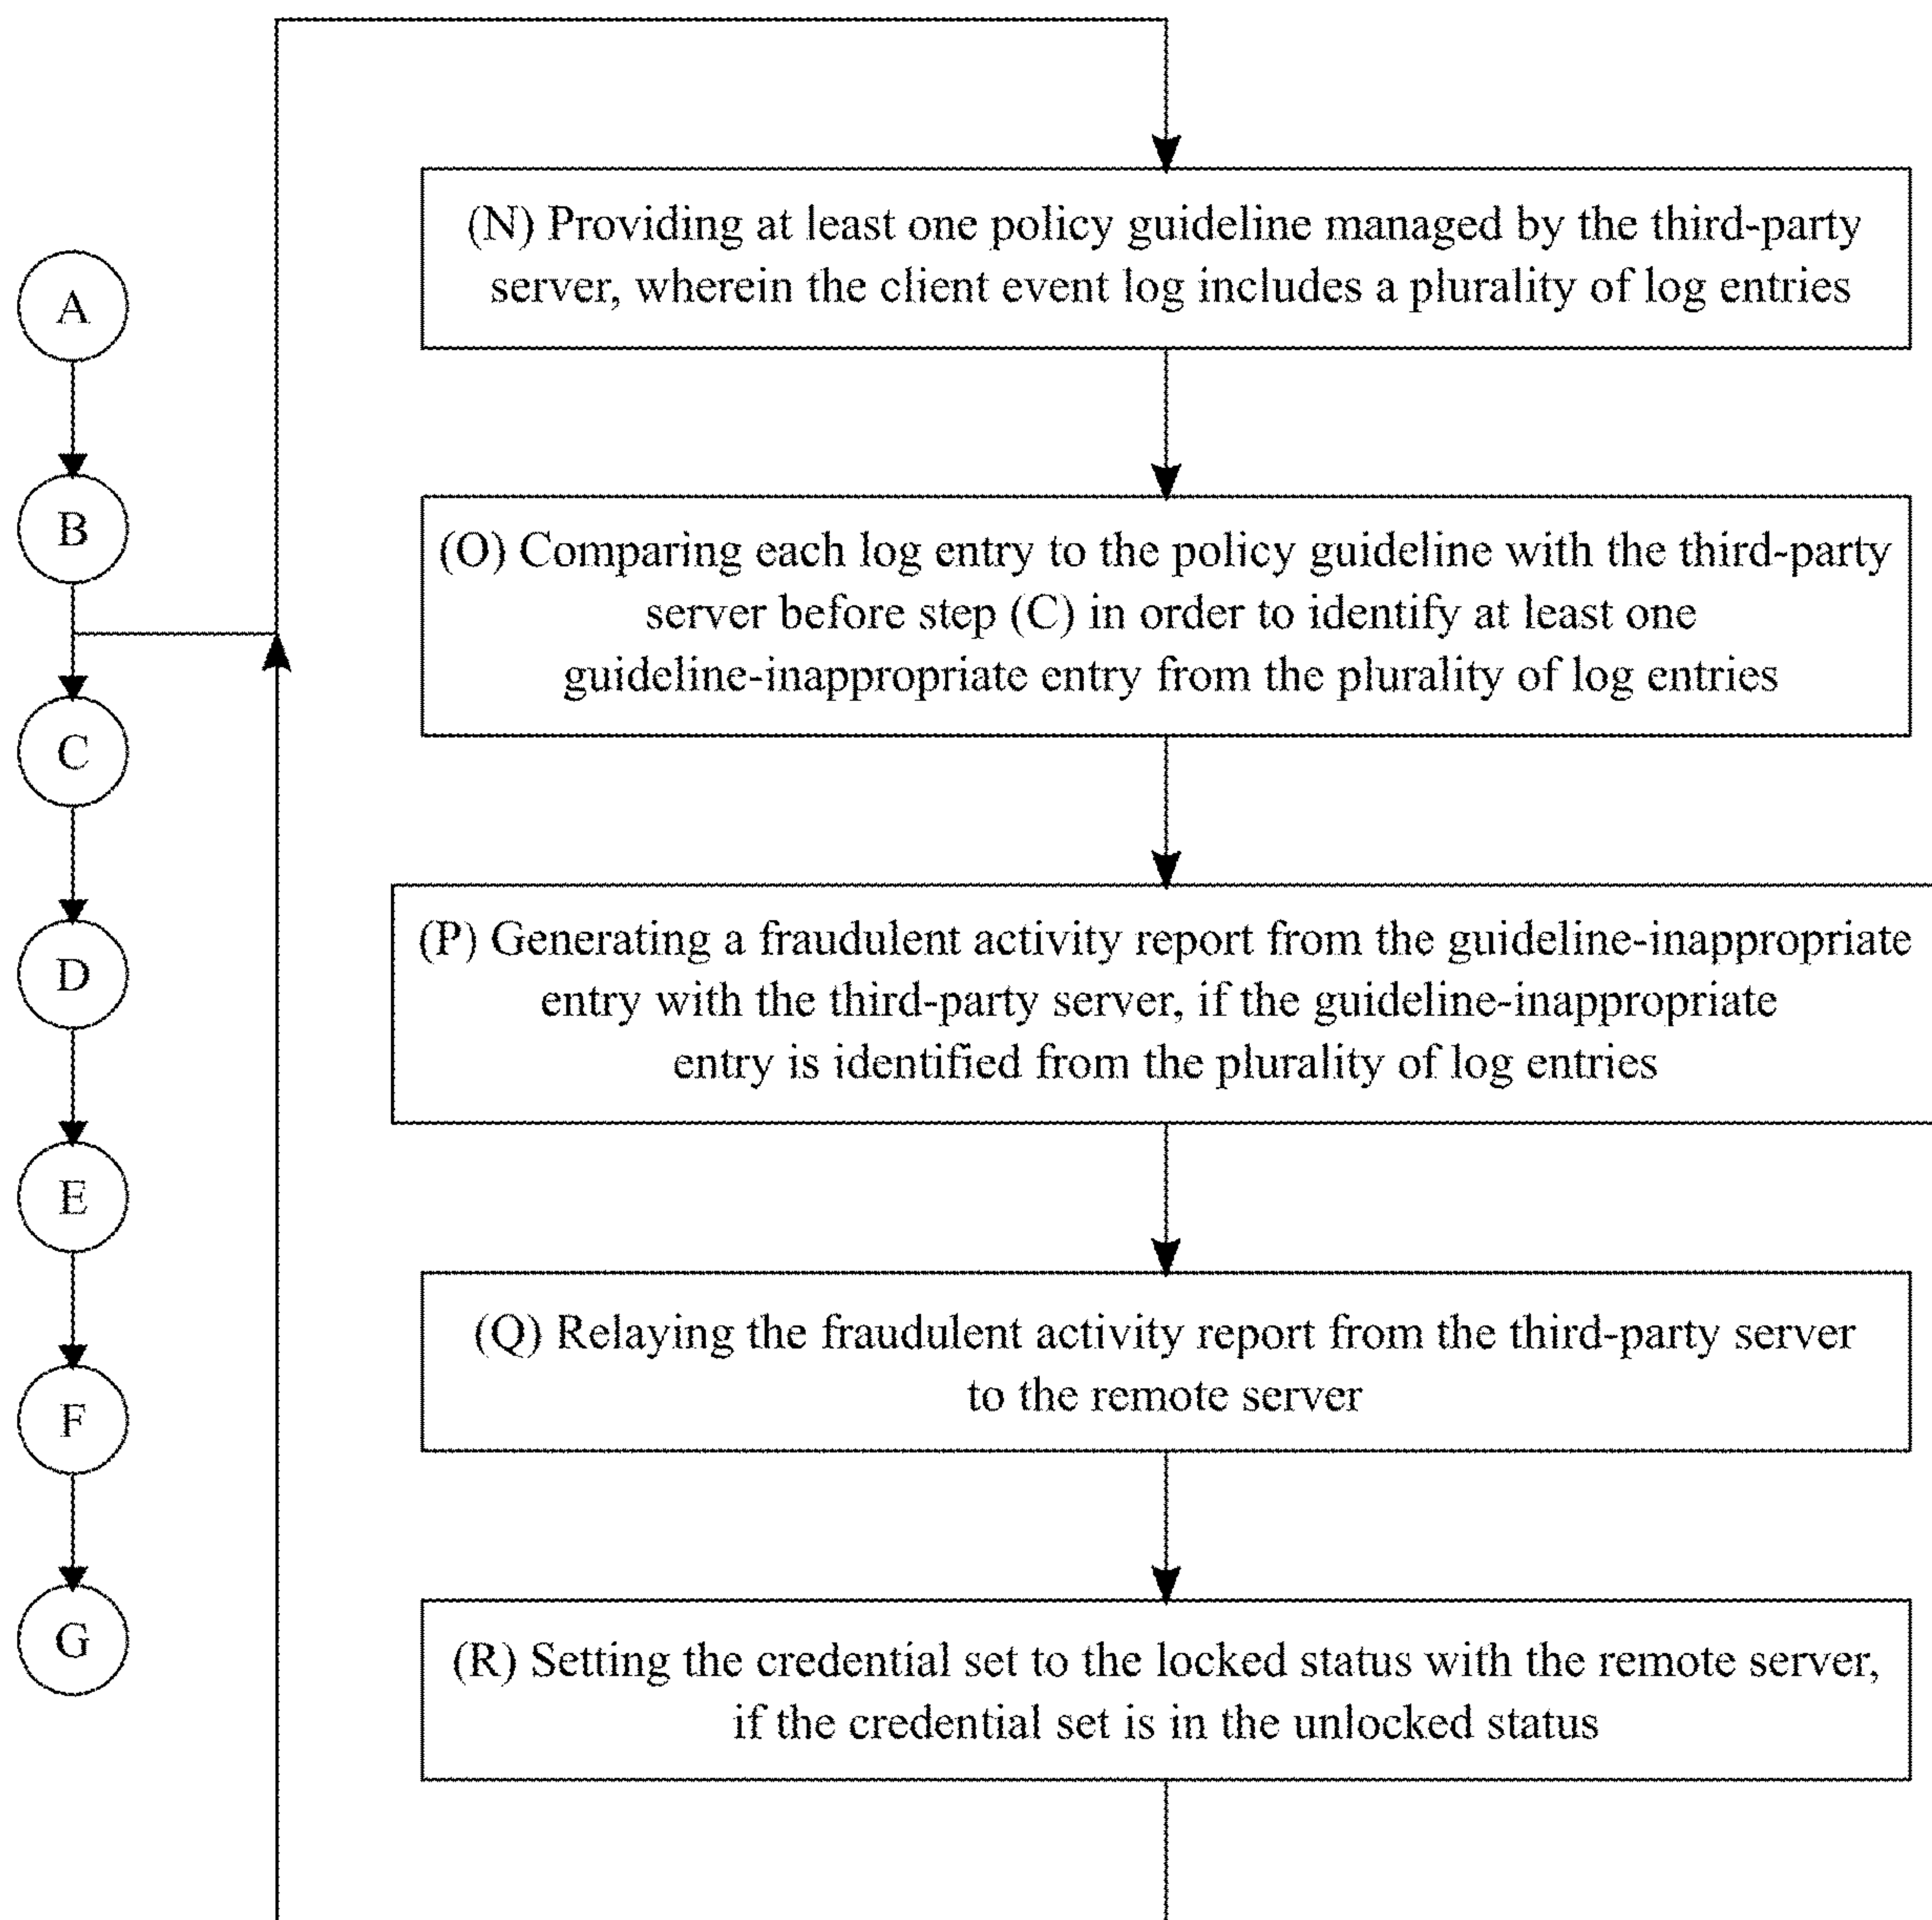 A
B
C
D
E
F
G
(N) Providing at least one policy guideline managed by the third-party
server, wherein the client event log includes a plurality of log entries
(O) Comparing each log entry to the policy guideline with the third-party
server before step (C) in order to identify at least one
guideline-inappropriate entry from the plurality of log entries
(P) Generating a fraudulent activity report from the guideline-inappropriate
entry with the third-party server, if the guideline-inappropriate
entry is identified from the plurality of log entries
(Q) Relaying the fraudulent activity report from the third-party server
to the remote server
(R) Setting the credential set to the locked status with the remote server,
if the credential set is in the unlocked status